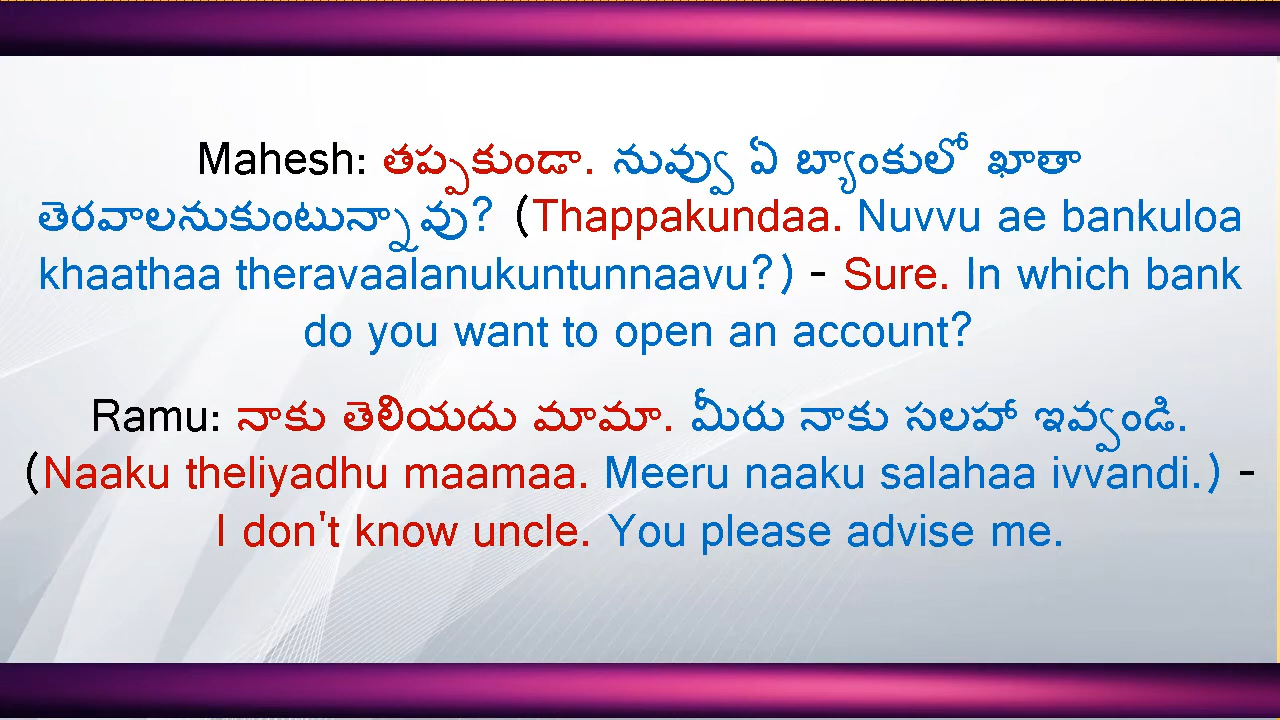 Mahesh: తప్పకుండా. నువ్వు ఏ బ్యాంకులో ఖాతా
తెరవాలనుకుంటున్నావు? (Thappakundaa. Nuvvu ae bankuloa
khaathaa theravaalanukuntunnaavu?) - Sure. In which bank
do you want to open an account?
Ramu: నాకు తెలియదు మామా. మీరు నాకు సలహా ఇవ్వండి.
(Naaku theliyadhu maamaa. Meeru naaku salahaa ivvandi.) -
I don't know uncle. You please advise me.